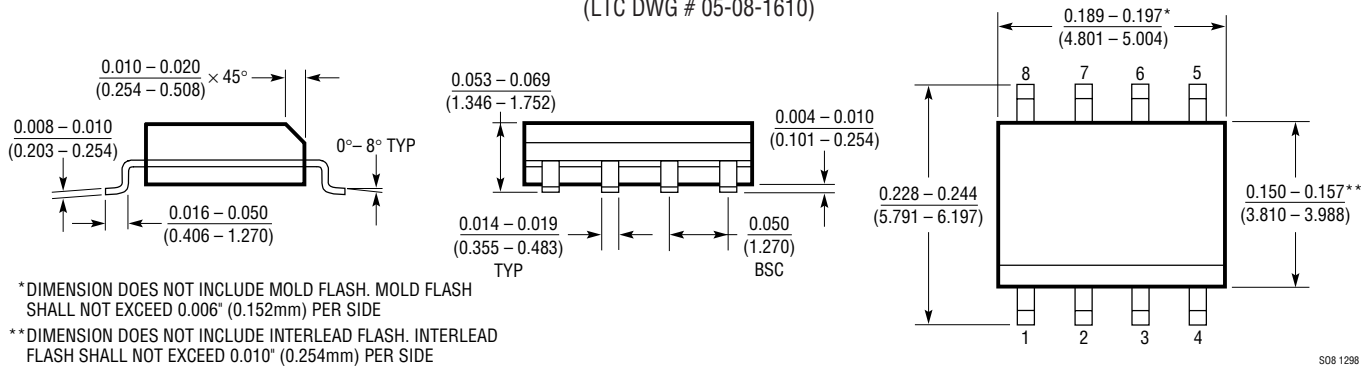 (LTC DWG # 05-08-1610)
0.189 – 0.197*
(4.801 – 5.004)
8 7 6 5
0.010 – 0.020
(0.254 – 0.508)
× 45°
0.053 – 0.069
(1.346 – 1.752)
0.008 – 0.010
(0.203 – 0.254)
0°– 8° TYP
0.004 – 0.010
(0.101 – 0.254)
0.228 – 0.244
(5.791 – 6.197)
0.150 – 0.157**
(3.810 – 3.988)
0.016 – 0.050
(0.406 – 1.270)
0.014 – 0.019
(0.355 – 0.483)
TYP
0.050
(1.270)
BSC
1 2 3 4
*DIMENSION DOES NOT INCLUDE MOLD FLASH. MOLD FLASH
SHALL NOT EXCEED 0.006" (0.152mm) PER SIDE
**DIMENSION DOES NOT INCLUDE INTERLEAD FLASH. INTERLEAD
FLASH SHALL NOT EXCEED 0.010" (0.254mm) PER SIDE
SO8 1298